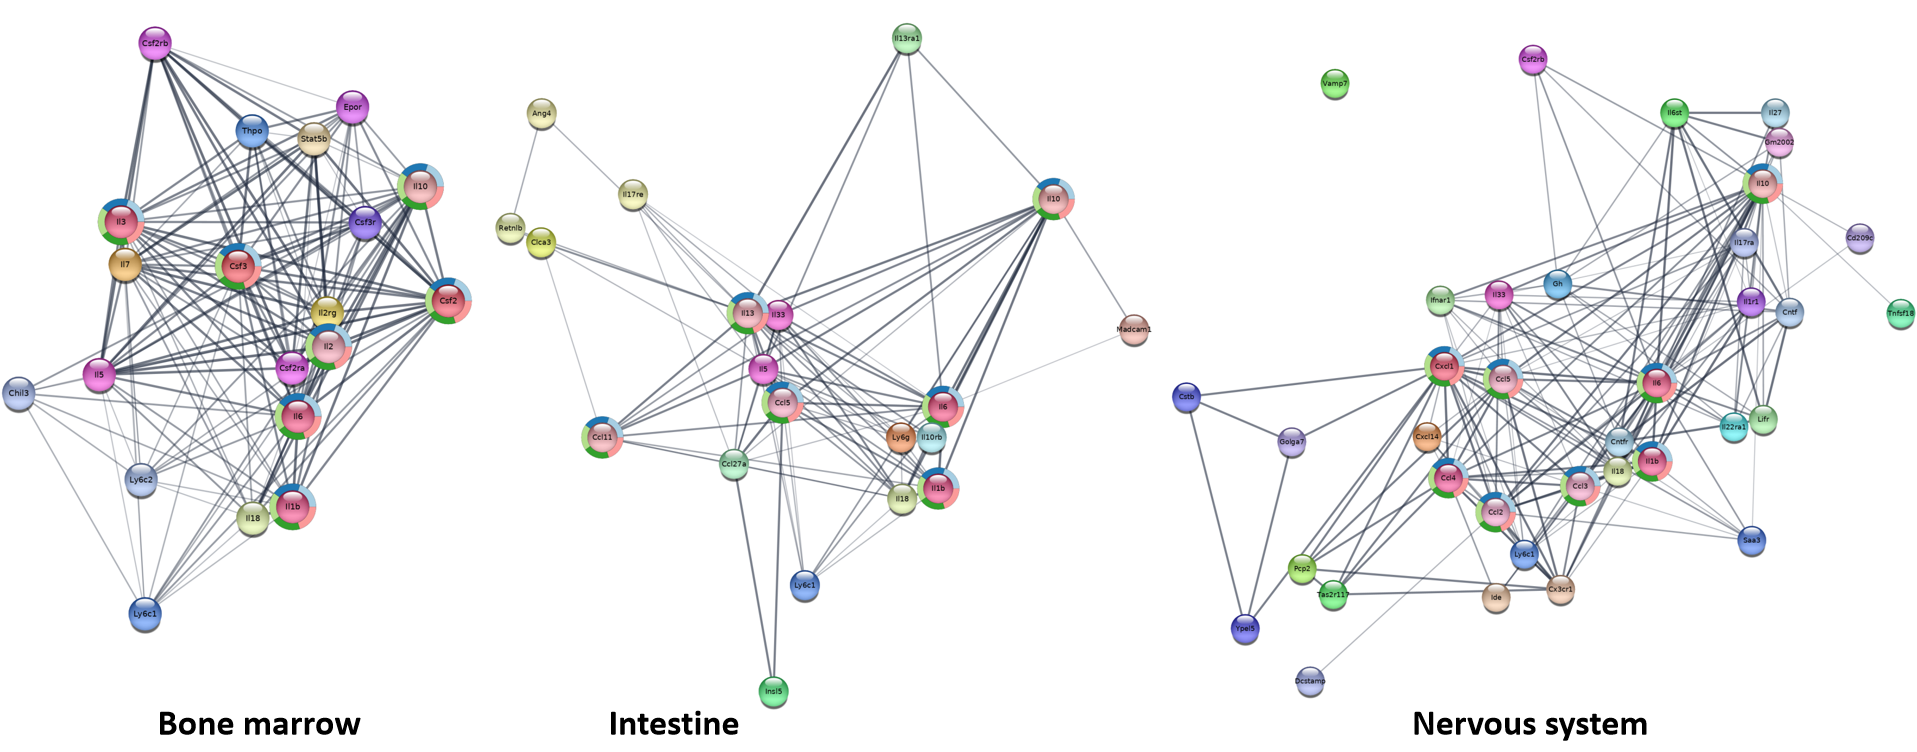 Csf2rb
Epor
Thpo
Stat5b
Il10
Il3
Csf3r
Il7
Csf3
Csf2
Il2rg
Il2
Csf2ra
Il5
Chil3
Il6
Ly6c2
Il1b
Il18
Ly6c1
Bone marrow
Il13ra1
Ang4
Il17re
Il10
Retnlb
Clca3
Il13
Il33
Madcam1
Il5
Ccl5
Il6
Ccl11
Ly6g
Il10rb
Ccl27a
Il1b
Il18
Ly6c1
Insl5
Intestine
Csf2rb
Vamp7
Il6st
Il27
Gm2002
Il10
Cd209c
Il17ra
Gh
Il33
Ifnar1
Il1r1
Cntf
Tnfsf18
Cxcl1
Ccl5
Il6
Cstb
Lifr
Il22ra1
Cxcl14
Golga7
Cntfr
Il1b
Il18
Ccl4
Ccl3
Ccl2
Saa3
Ly6c1
Pcp2
Cx3cr1
Tas2r117
Ide
Ypel5
Dcstamp
Nervous system